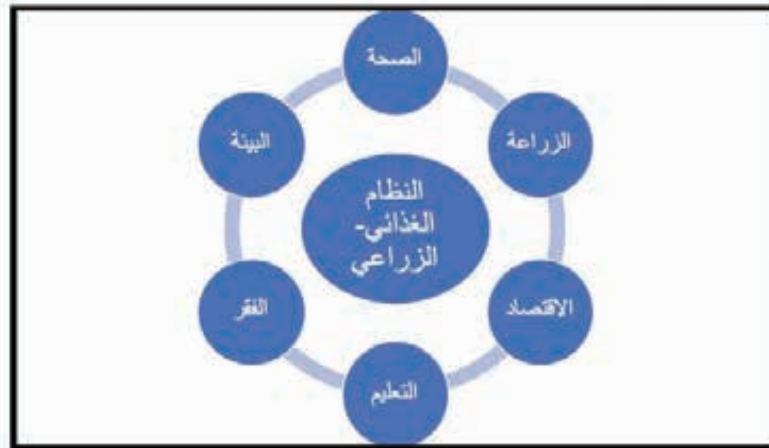 الصحة
الزراعة
البيئة
النظام
الغذائي-
الزراعي
الاقتصاد
الفقر
التعليم